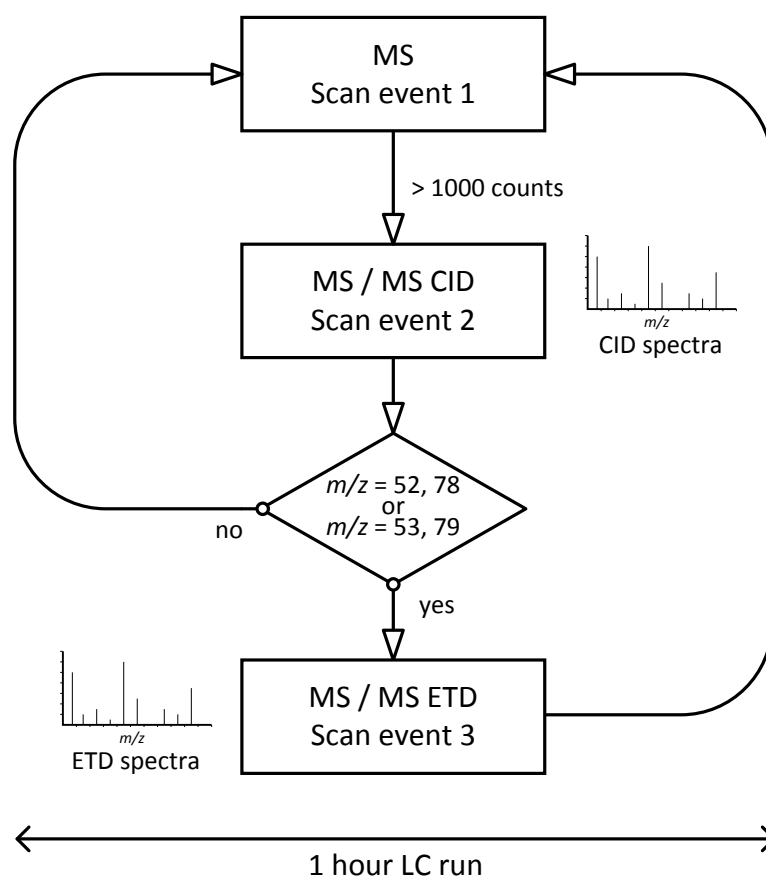 MS
Scan event 1
> 1000 counts
MS / MS CID
Scan event 2
m/z
CID spectra
m/z = 52, 78
or
m/z = 53, 79
no
yes
MS / MS ETD
Scan event 3
m/z
ETD spectra
1 hour LC run